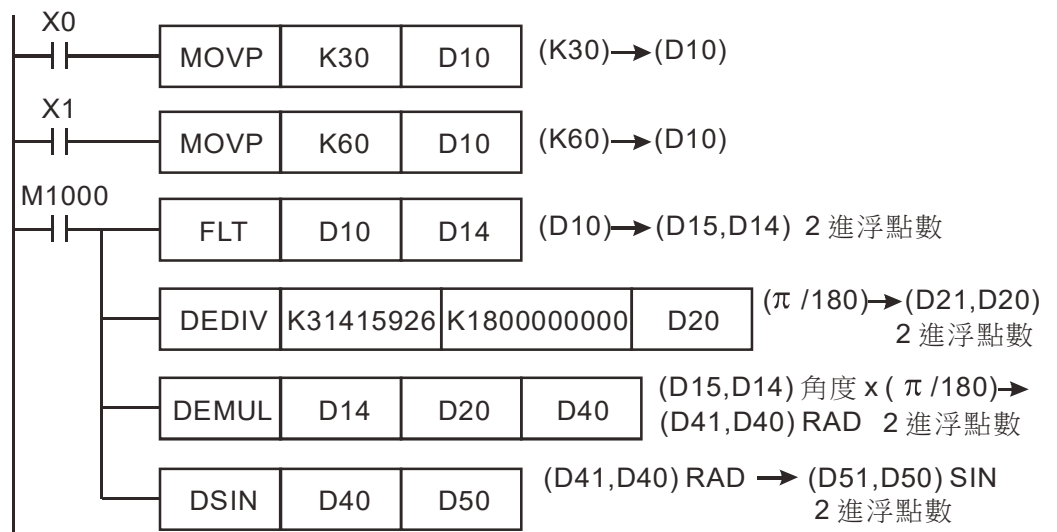 X0
MOVP K30 D10 (K30)→(D10)
X1
MOVP K60 D10 (K60)→(D10)
M1000
FLT D10 D14 (D10)→(D15,D14) 2 進浮點數
DEDIV K31415926 K1800000000 D20 (π /180)→(D21,D20)
2 進浮點數
DEMUL D14 D20 D40 (D15,D14) 角度 x ( π /180)→
(D41,D40) RAD 2 進浮點數
DSIN D40 D50 (D41,D40) RAD → (D51,D50) SIN
2 進浮點數